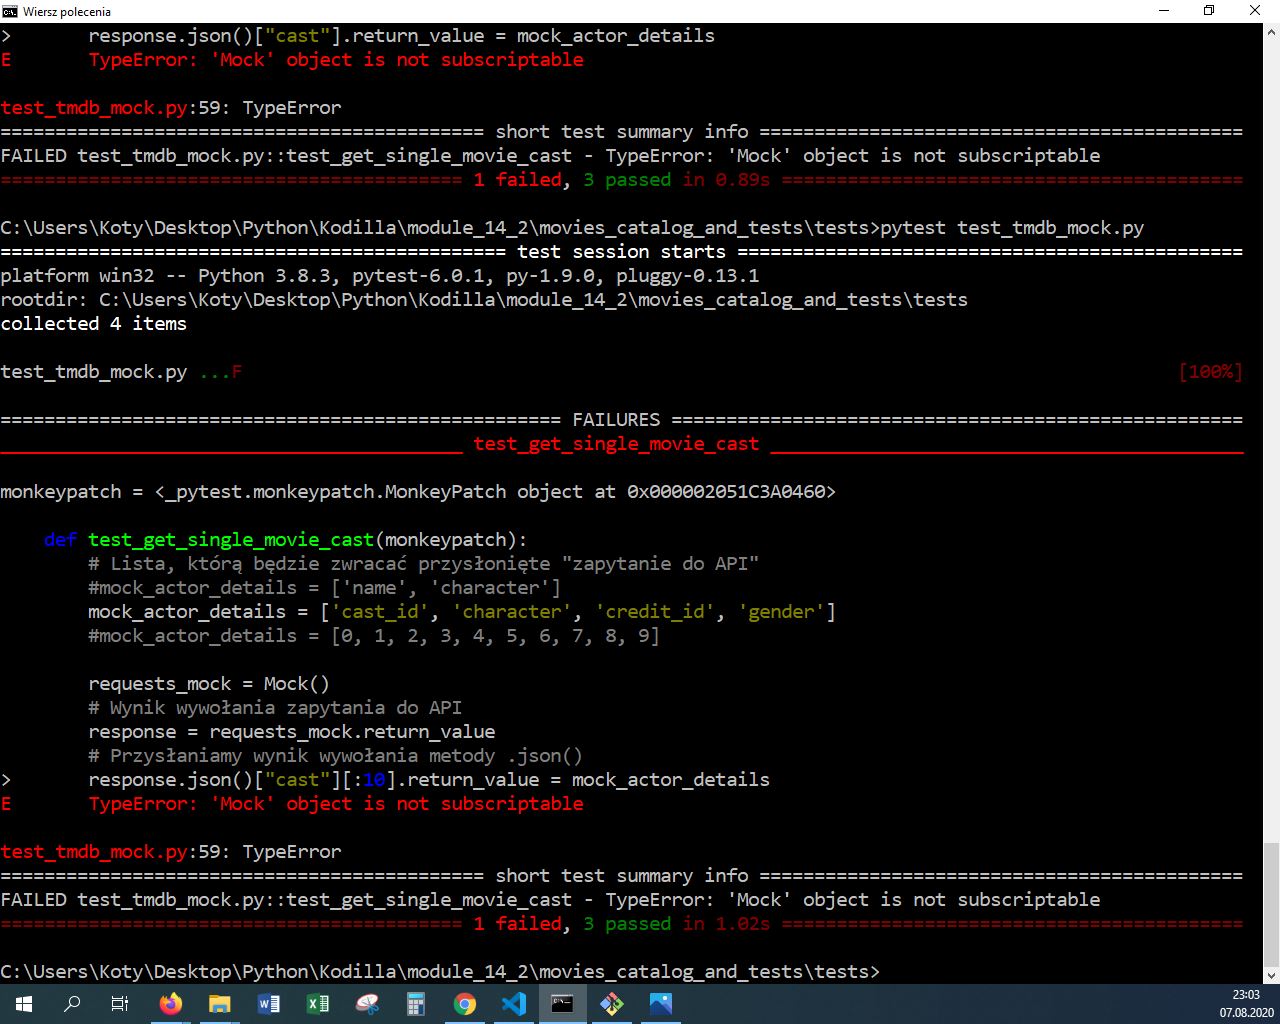 Wiersz polecenia
>       response.json()["cast"].return_value = mock_actor_details
E       TypeError: 'Mock' object is not subscriptable
test_tmdb_mock.py:59: TypeError
============================================ short test summary info ============================================
FAILED test_tmdb_mock.py::test_get_single_movie_cast - TypeError: 'Mock' object is not subscriptable
========================================== 1 failed, 3 passed in 0.89s ==========================================
C:\Users\Koty\Desktop\Python\Kodilla\module_14_2\movies_catalog_and_tests\tests>pytest test_tmdb_mock.py
============================================== test session starts ==============================================
platform win32 -- Python 3.8.3, pytest-6.0.1, py-1.9.0, pluggy-0.13.1
rootdir: C:\Users\Koty\Desktop\Python\Kodilla\module_14_2\movies_catalog_and_tests\tests
collected 4 items
test_tmdb_mock.py ...F [100%]
=================================================== FAILURES ====================================================
__________________________________________ test_get_single_movie_cast ___________________________________________
monkeypatch = <_pytest.monkeypatch.MonkeyPatch object at 0x000002051C3A0460>
    def test_get_single_movie_cast(monkeypatch):
        # Lista, którą będzie zwracać przysłonięte "zapytanie do API"
        #mock_actor_details = ['name', 'character']
        mock_actor_details = ['cast_id', 'character', 'credit_id', 'gender']
        #mock_actor_details = [0, 1, 2, 3, 4, 5, 6, 7, 8, 9]
        requests_mock = Mock()
        # Wynik wywołania zapytania do API
        response = requests_mock.return_value
        # Przysłaniamy wynik wywołania metody .json()
>       response.json()["cast"][:10].return_value = mock_actor_details
E       TypeError: 'Mock' object is not subscriptable
test_tmdb_mock.py:59: TypeError
============================================ short test summary info ============================================
FAILED test_tmdb_mock.py::test_get_single_movie_cast - TypeError: 'Mock' object is not subscriptable
========================================== 1 failed, 3 passed in 1.02s ==========================================
C:\Users\Koty\Desktop\Python\Kodilla\module_14_2\movies_catalog_and_tests\tests>
23:03
07.08.2020